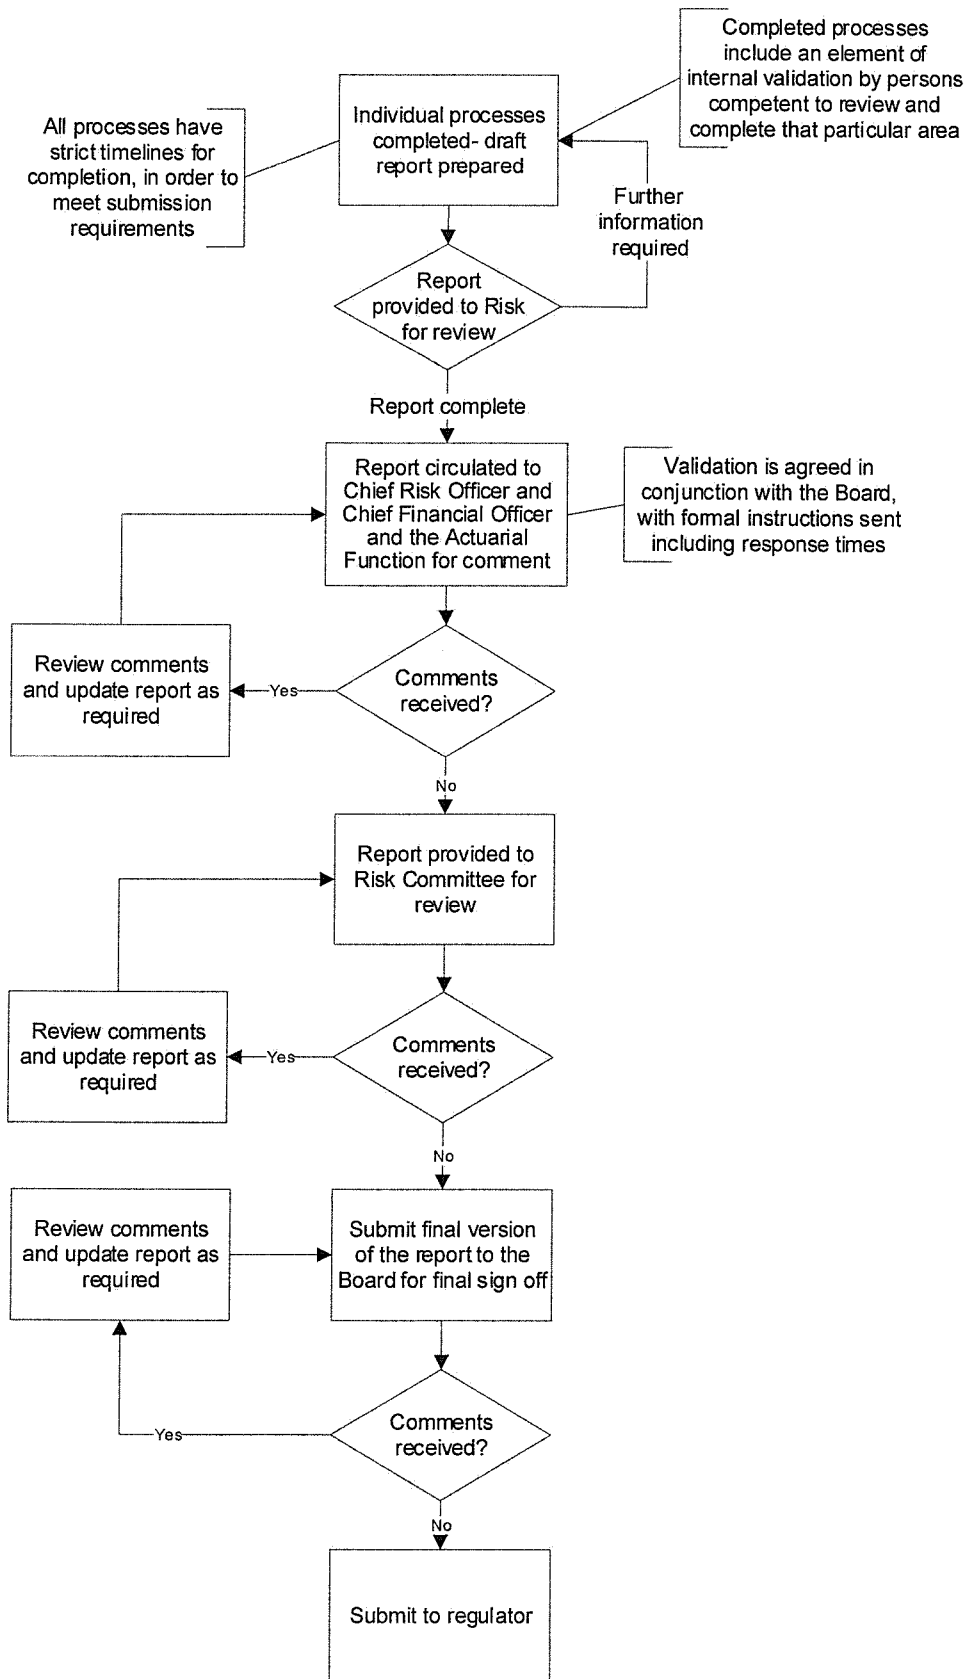 Completed processes
include an element of
internal validation by persons
competent to review and
complete that particular area
All processes have
strict timelines for
completion, in order to
meet submission
requirements
Individual processes
completed- draft
report prepared
Further
information
required
Report
provided to Risk
for review
Report complete
Report circulated to
Chief Risk Officer and
Chief Financial Officer
and the Actuarial
Function for comment
Validation is agreed in
conjunction with the Board,
with formal instructions sent
including response times
Review comments
and update report as
required
Yes
Comments
received?
No
Report provided to
Risk Committee for
review
Review comments
and update report as
required
Yes
Comments
received?
No
Review comments
and update report as
required
Submit final version
of the report to the
Board for final sign off
Yes
Comments
received?
No
Submit to regulator